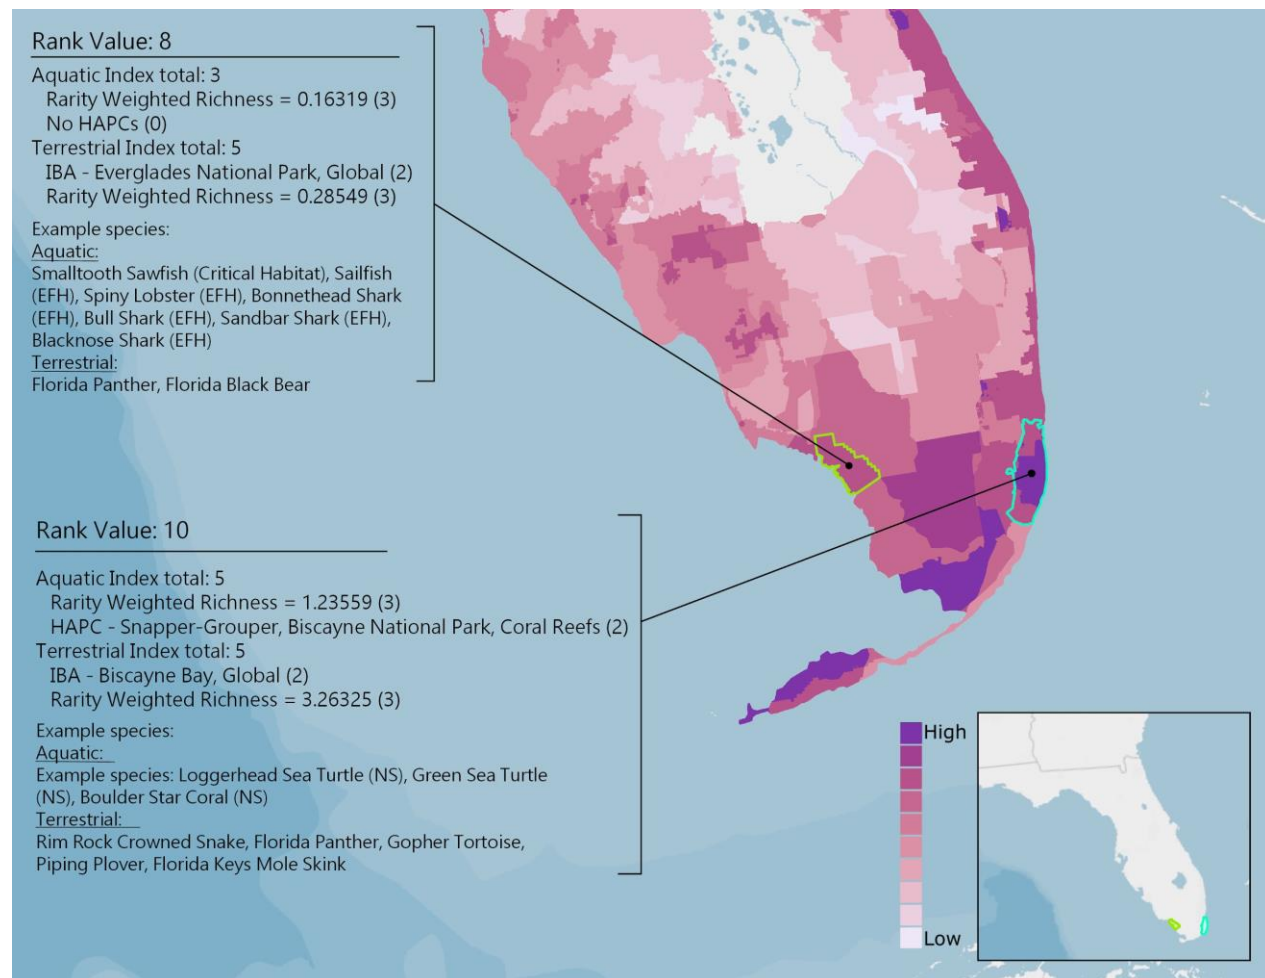 Rank Value: 8
Aquatic Index total: 3
Rarity Weighted Richness = 0.16319 (3)
No HAPCs (0)
Terrestrial Index total: 5
IBA - Everglades National Park, Global (2)
Rarity Weighted Richness = 0.28549 (3)
Example species:
Aquatic:
Smalltooth Sawfish (Critical Habitat), Sailfish
(EFH), Spiny Lobster (EFH), Bonnethead Shark
(EFH), Bull Shark (EFH), Sandbar Shark (EFH),
Blacknose Shark (EFH)
Terrestrial:
Florida Panther, Florida Black Bear
Rank Value: 10
Aquatic Index total: 5
Rarity Weighted Richness = 1.23559 (3)
HAPC - Snapper-Grouper, Biscayne National Park, Coral Reefs (2)
Terrestrial Index total: 5
IBA - Biscayne Bay, Global (2)
Rarity Weighted Richness = 3.26325 (3)
Example species:
Aquatic:
Example species: Loggerhead Sea Turtle (NS), Green Sea Turtle
(NS), Boulder Star Coral (NS)
Terrestrial:
Rim Rock Crowned Snake, Florida Panther, Gopher Tortoise,
Piping Plover, Florida Keys Mole Skink
High
Low